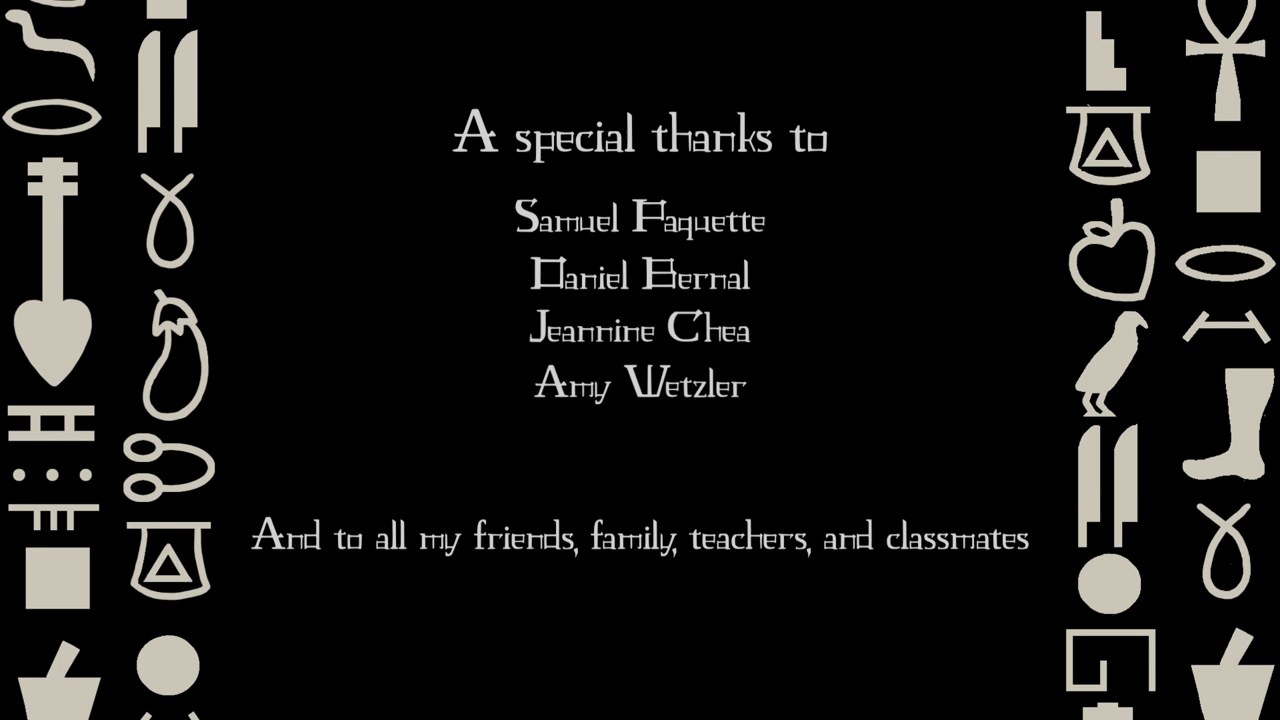 A special thanks to
Samuel Paquette
Daniel Bernal
Jeannine Chea
Amy Wetzler
And to all my friends, family, teachers, and classmates